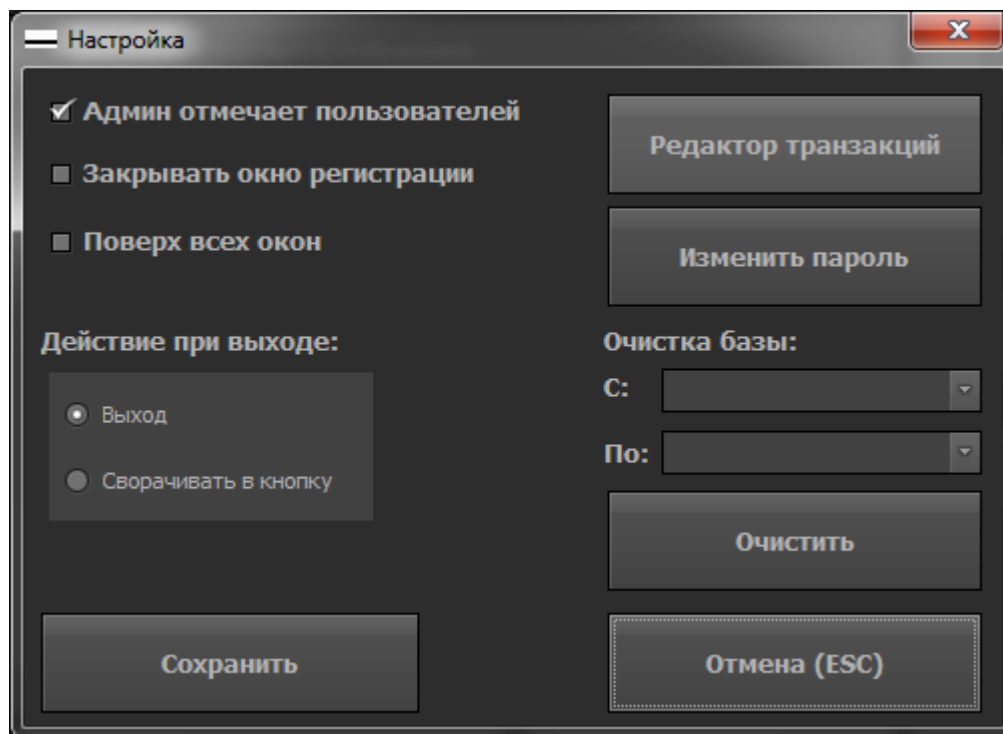 Настройка
Админ отмечает пользователей
Закрывать окно регистрации
Поверх всех окон
Редактор транзакций
Изменить пароль
Действие при выходе:
Выход
Сворачивать в кнопку
Очистка базы:
С:
По:
Очистить
Сохранить
Отмена (ESC)